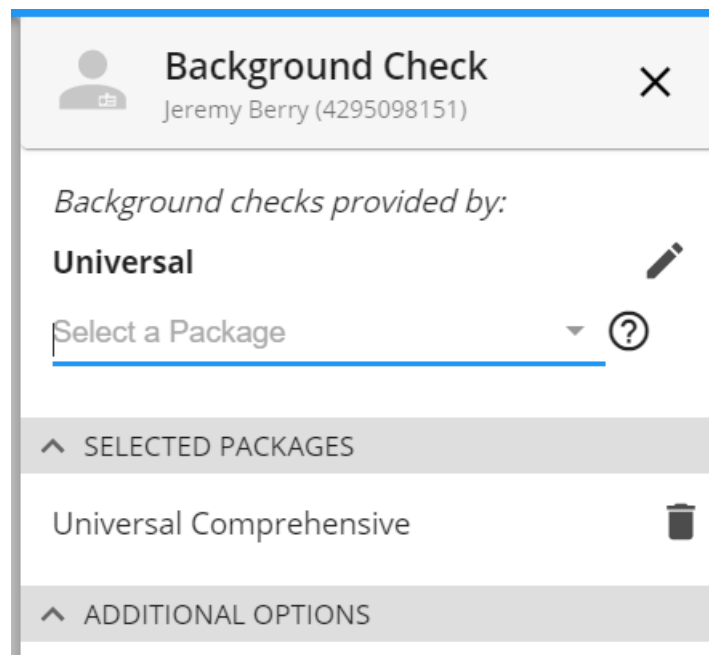 Background Check
Jeremy Berry (4295098151)
Background checks provided by:
Universal
Select a Package
SELECTED PACKAGES
Universal Comprehensive
ADDITIONAL OPTIONS